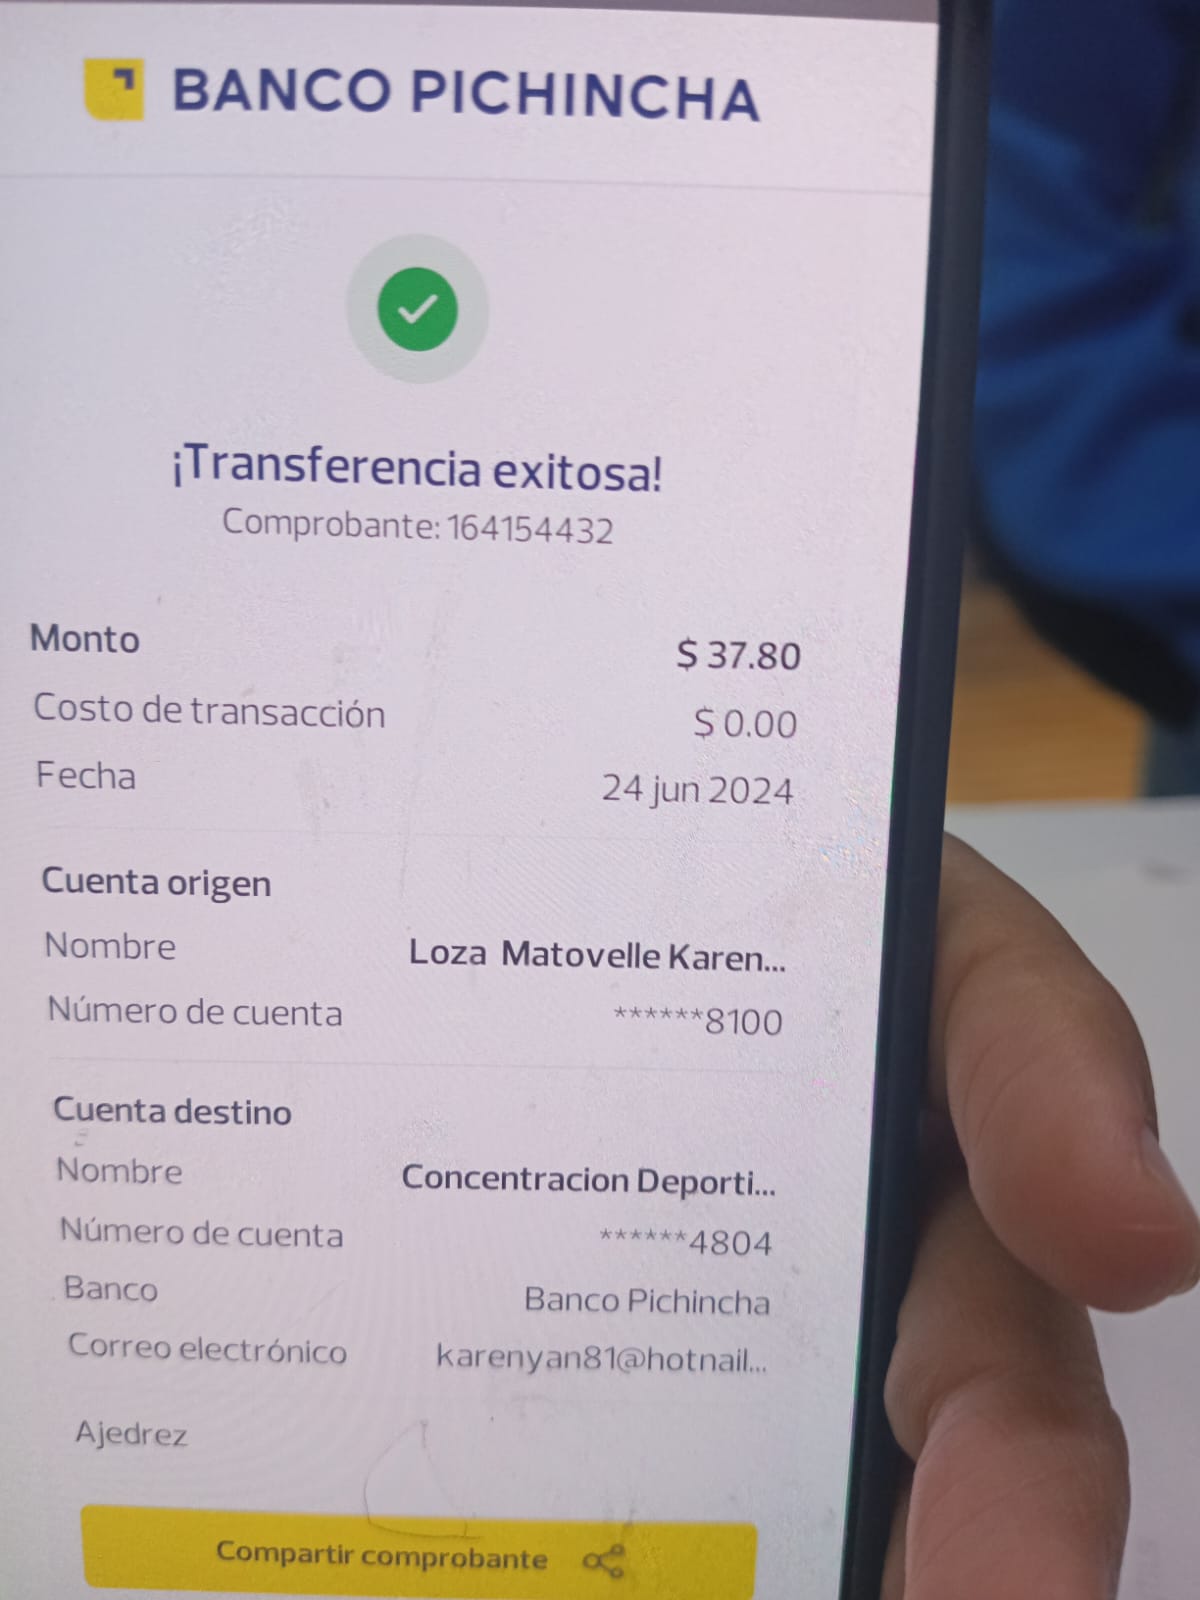 BANCO PICHINCHA
¡Transferencia exitosa!
Comprobante: 164154432
Monto $ 37.80
Costo de transacción $ 0.00
Fecha 24 jun 2024
Cuenta origen
Nombre Loza Matovelle Karen...
Número de cuenta ******8100
Cuenta destino
Nombre Concentracion Deporti...
Número de cuenta ******4804
Banco Banco Pichincha
Correo electrónico karenyan81@hotnail...
Ajedrez
Compartir comprobante